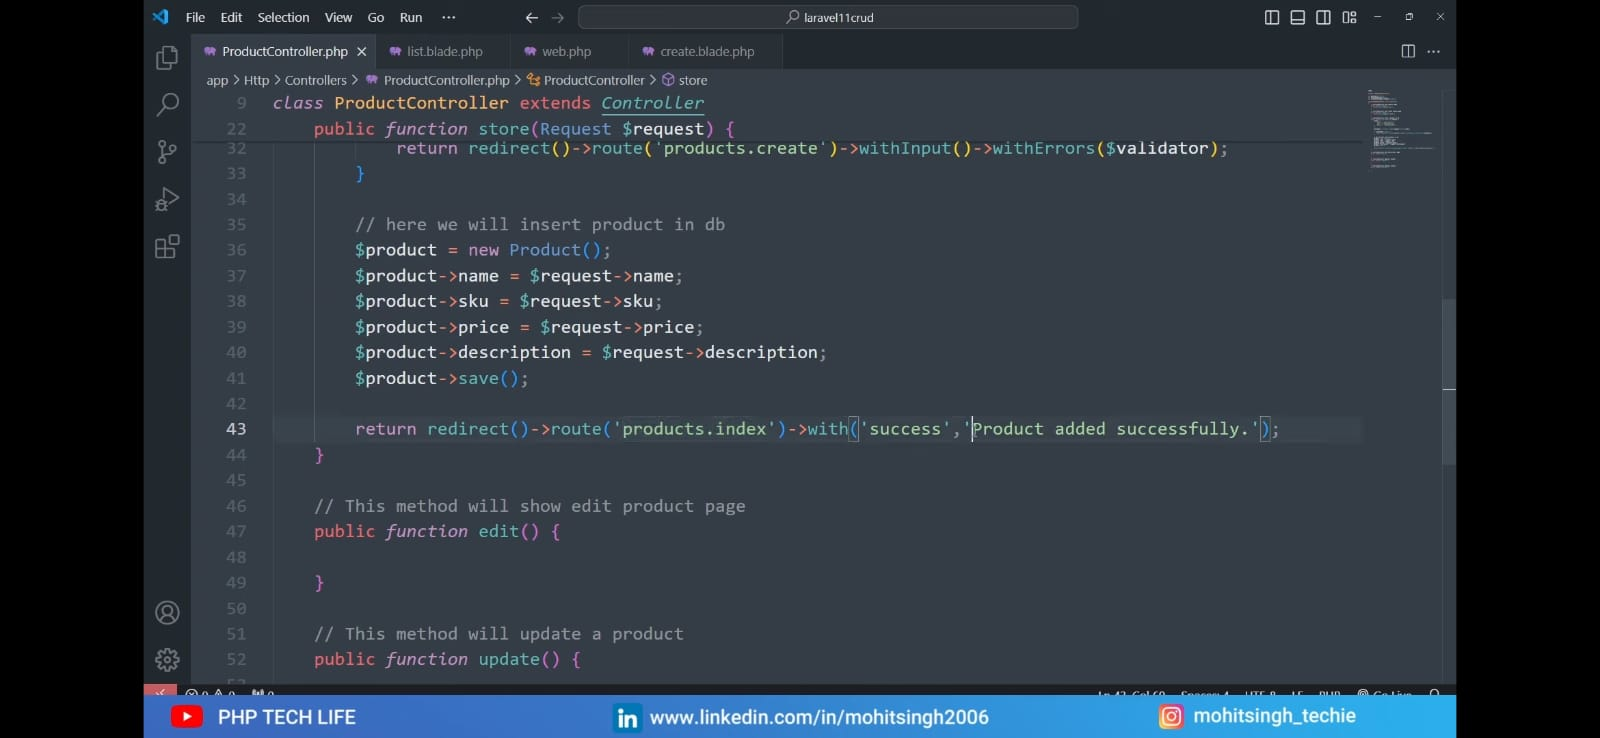 File Edit Selection View Go Run ··· laravel11crud
ProductController.php list.blade.php web.php create.blade.php
app > Http > Controllers > ProductController.php > ProductController > store
9 class ProductController extends Controller
22 public function store(Request $request) {
32 return redirect()->route('products.create')->withInput()->withErrors($validator);
33 }
34
35 // here we will insert product in db
36 $product = new Product();
37 $product->name = $request->name;
38 $product->sku = $request->sku;
39 $product->price = $request->price;
40 $product->description = $request->description;
41 $product->save();
42
43 return redirect()->route('products.index')->with('success','Product added successfully.');
44 }
45
46 // This method will show edit product page
47 public function edit() {
48
49 }
50
51 // This method will update a product
52 public function update() {
PHP TECH LIFE www.linkedin.com/in/mohitsingh2006 mohitsingh_techie